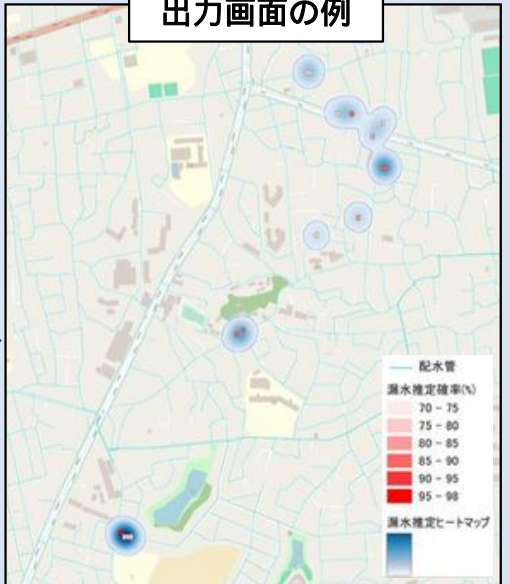 出力画面の例
配水管
漏水推定確率(%)
70 - 75
75 - 80
80 - 85
85 - 90
90 - 95
95 - 98
漏水推定ヒートマップ